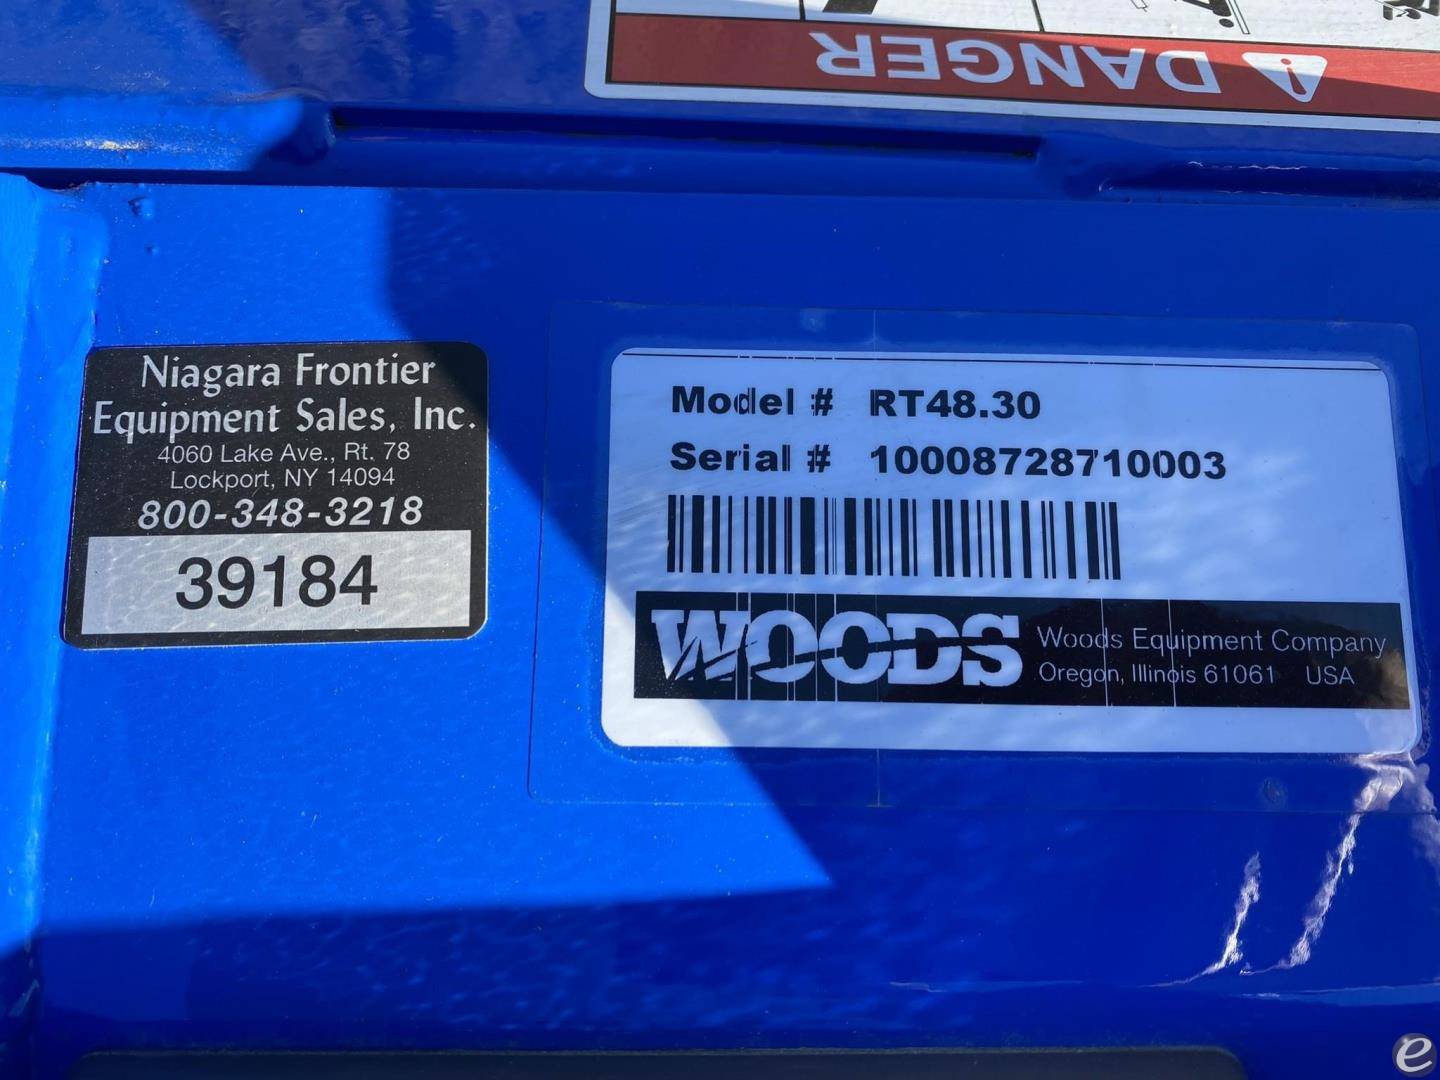 DANGER
Niagara Frontier
Equipment Sales, Inc.
4060 Lake Ave., Rt. 78
Lockport, NY 14094
800-348-3218
39184
Model # RT48.30
Serial # 10008728710003
WOODS
Woods Equipment Company
Oregon, Illinois 61061 USA
e